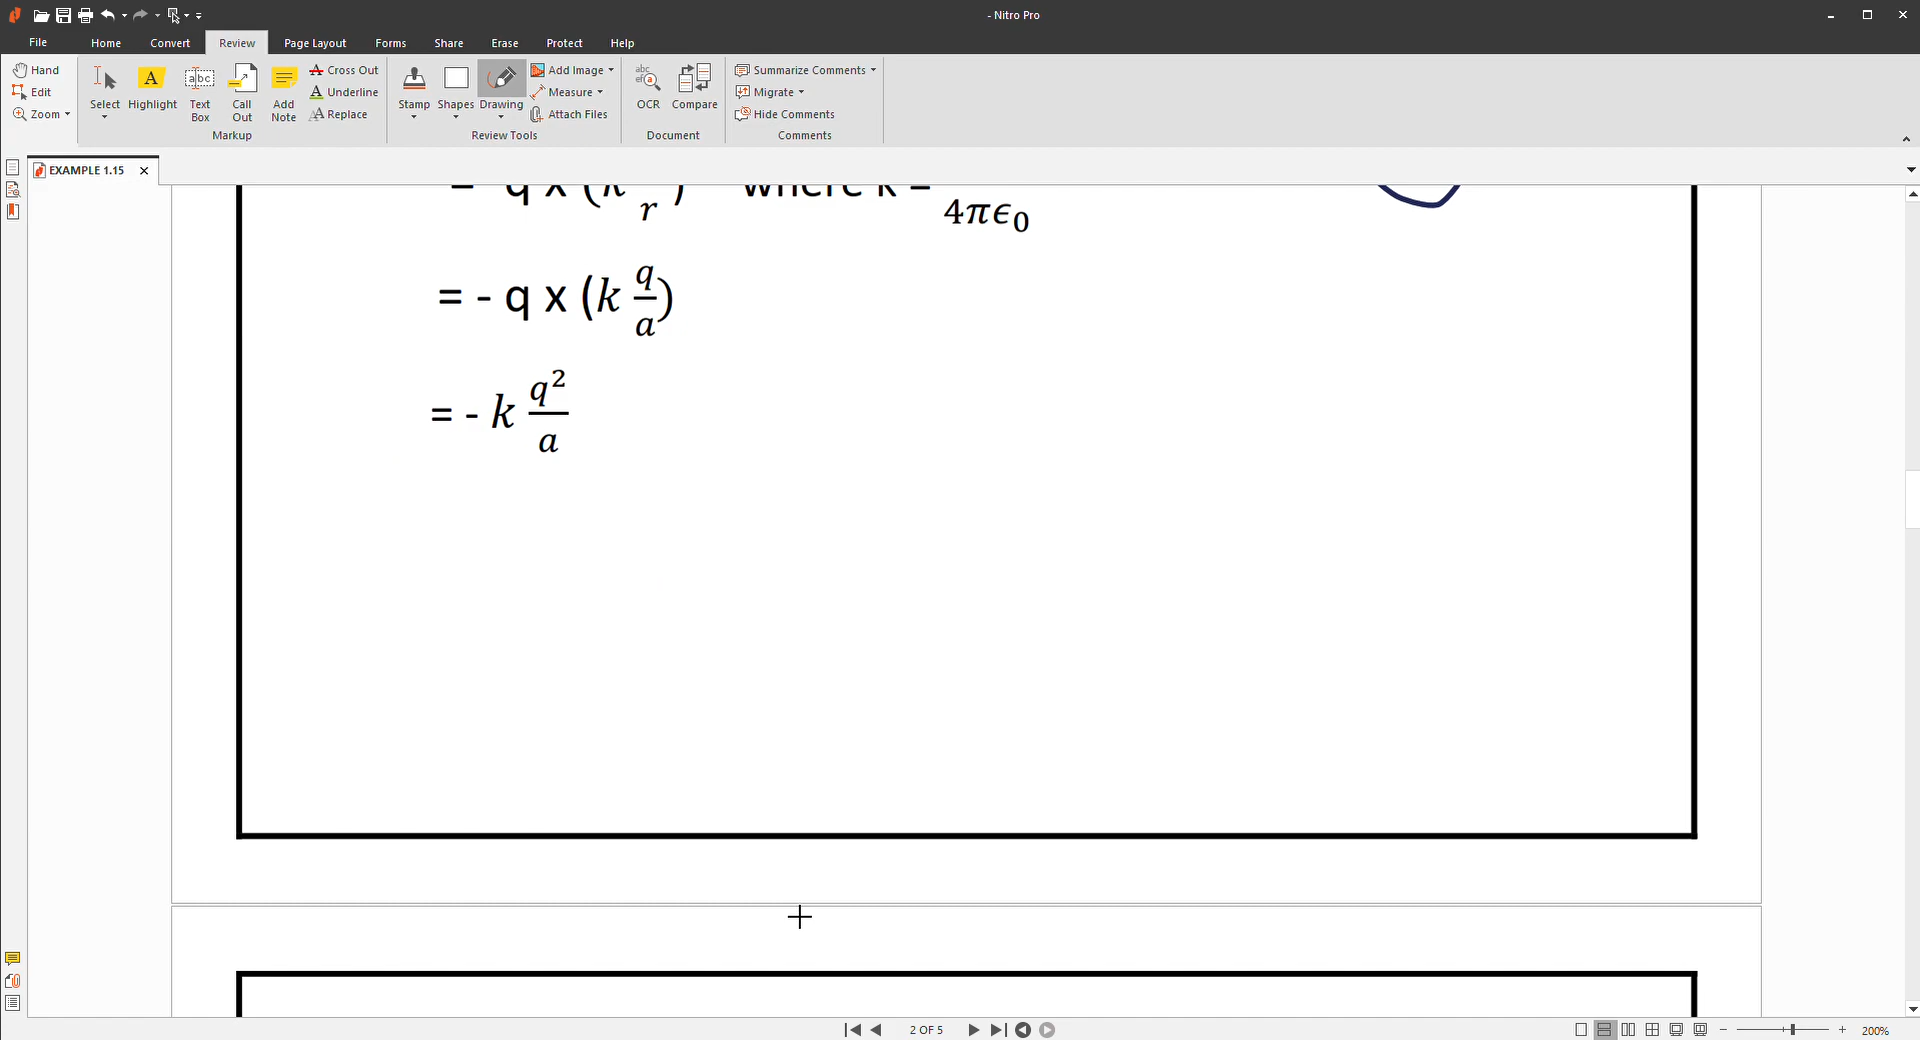 - Nitro Pro
File Home Convert Review Page Layout Forms Share Erase Protect Help
Hand
Edit
Zoom
Select
Highlight
Text Box
Call Out
Add Note
Cross Out
Underline
Replace
Markup
Stamp
Shapes
Drawing
Add Image
Measure
Attach Files
Review Tools
OCR
Compare
Document
Summarize Comments
Migrate
Hide Comments
Comments
EXAMPLE 1.15
= q x (k /r) where k = /4πϵ₀
= - q x (k q/a)
= - k q²/a
2 OF 5
200%